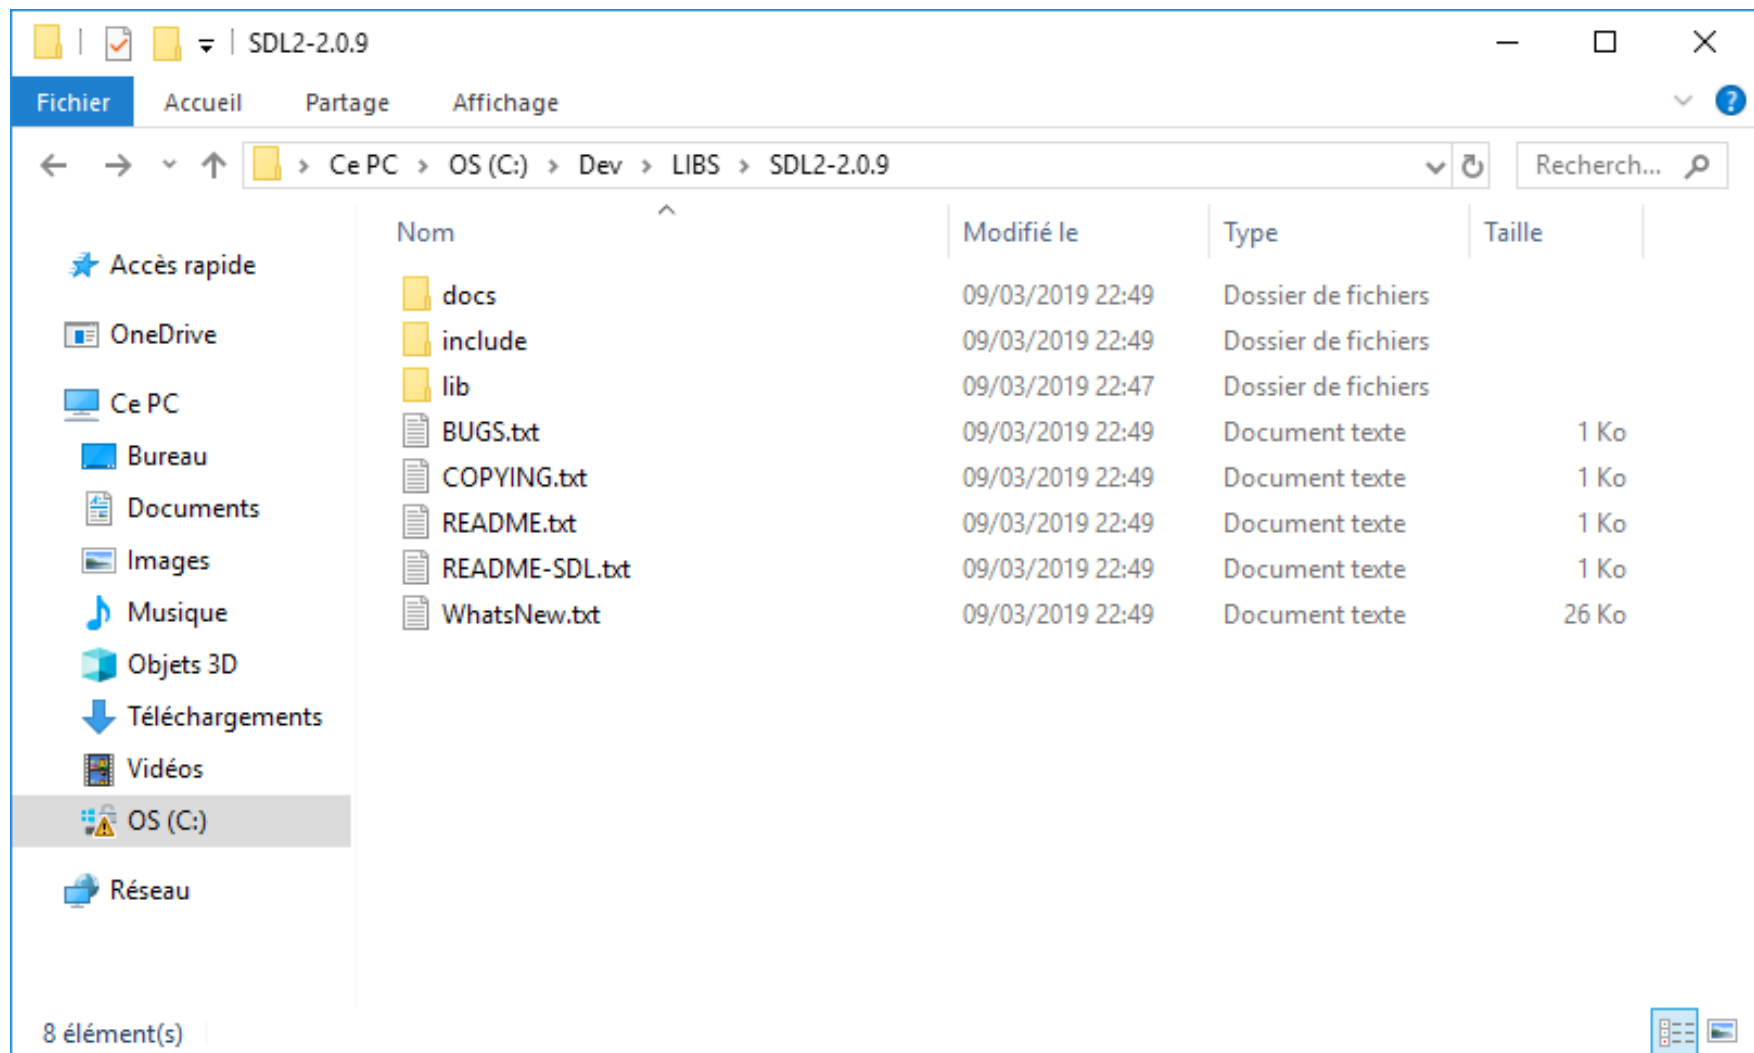 SDL2-2.0.9
Fichier Accueil Partage Affichage
Ce PC > OS (C:) > Dev > LIBS > SDL2-2.0.9 Recherch...
Nom Modifié le Type Taille
Accès rapide
OneDrive
Ce PC
Bureau
Documents
Images
Musique
Objets 3D
Téléchargements
Vidéos
OS (C:)
Réseau
docs 09/03/2019 22:49 Dossier de fichiers
include 09/03/2019 22:49 Dossier de fichiers
lib 09/03/2019 22:47 Dossier de fichiers
BUGS.txt 09/03/2019 22:49 Document texte 1 Ko
COPYING.txt 09/03/2019 22:49 Document texte 1 Ko
README.txt 09/03/2019 22:49 Document texte 1 Ko
README-SDL.txt 09/03/2019 22:49 Document texte 1 Ko
WhatsNew.txt 09/03/2019 22:49 Document texte 26 Ko
8 élément(s)